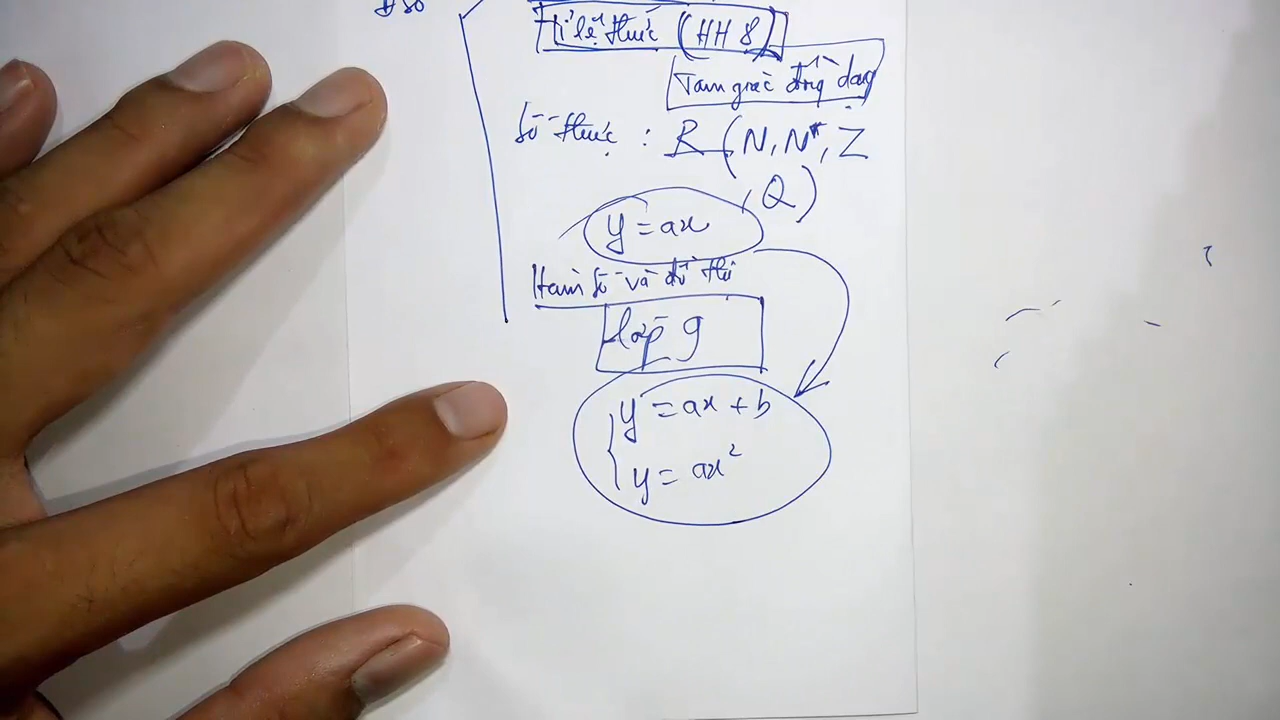 Đ số
Tỉ lệ thức (HH 8)
Tam giác đồng dạng
Số thực : R (N, N*, Z
, Q)
y = ax
Hàm số và đồ thị
lớp 9
y = ax + b
y = ax²